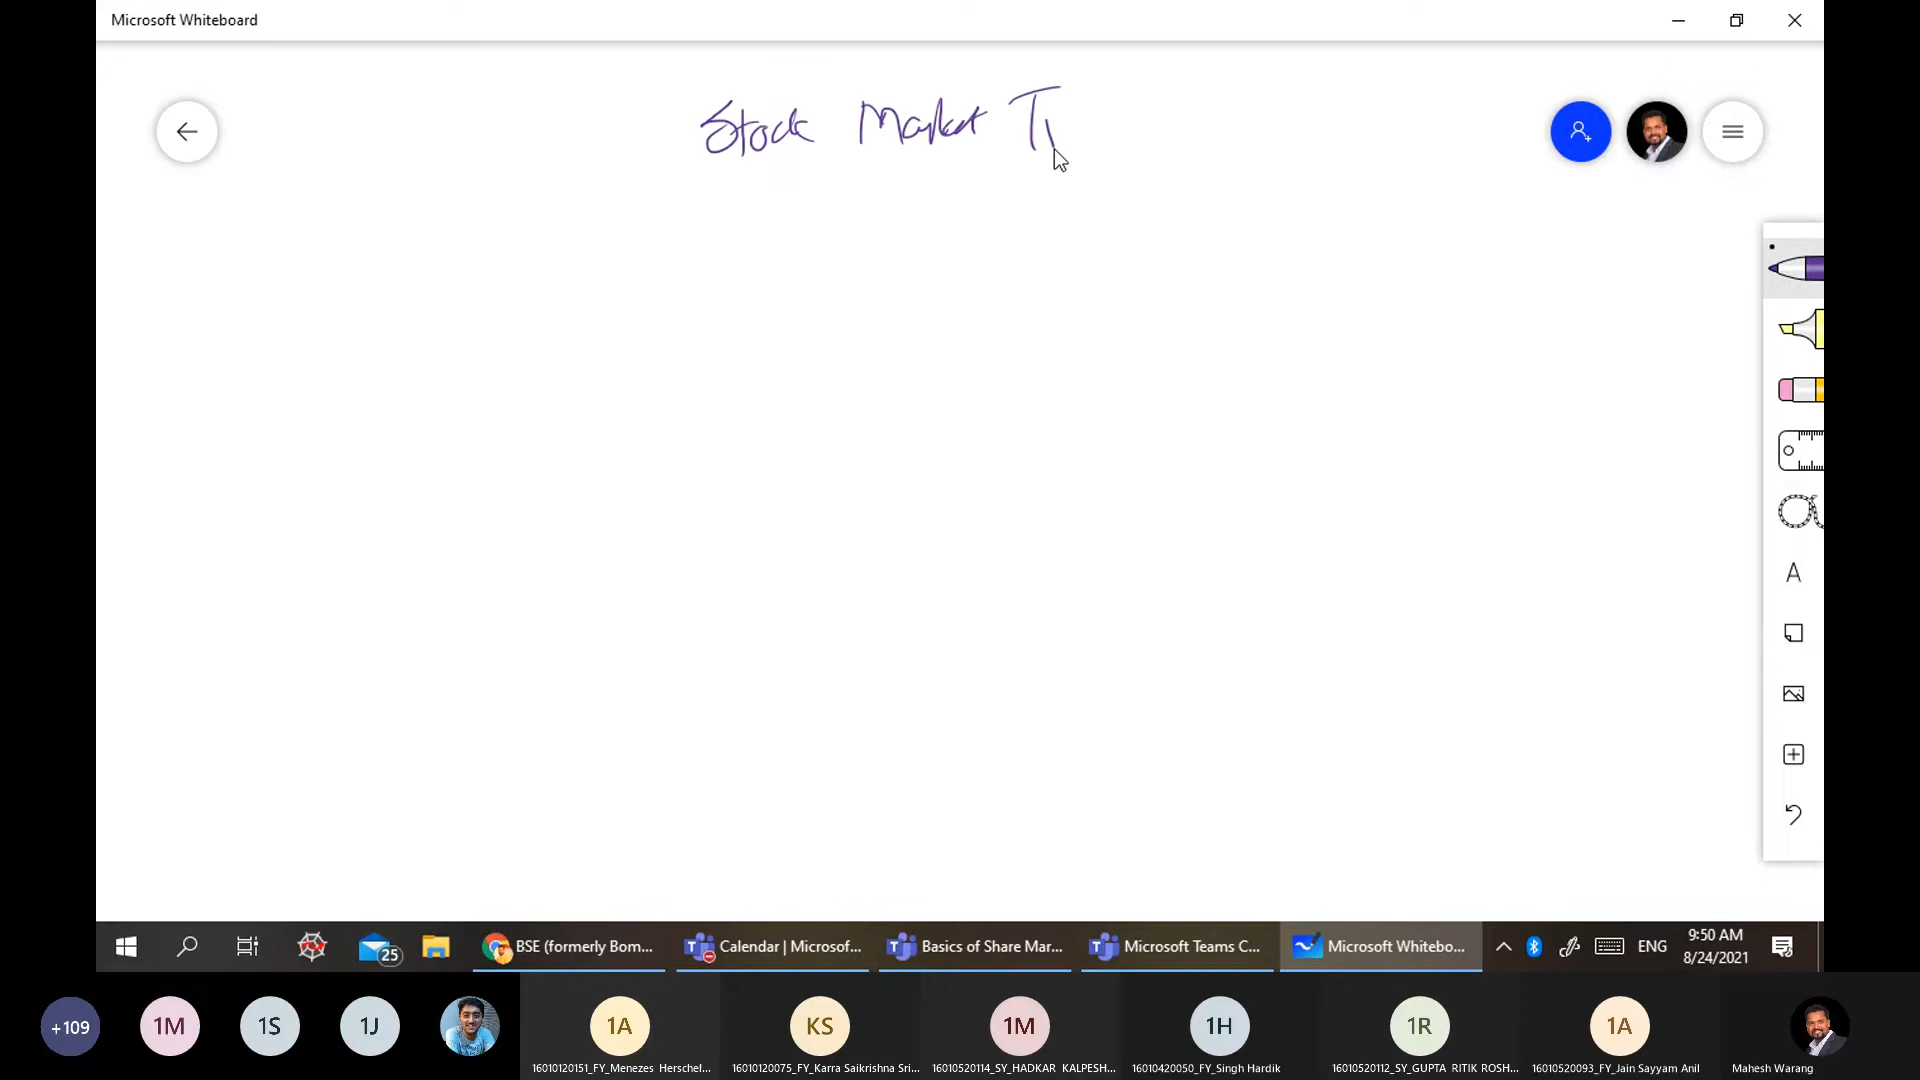 Microsoft Whiteboard
Stock Market T
A
25
BSE (formerly Bom...
Calendar | Microsof...
Basics of Share Mar...
Microsoft Teams C...
Microsoft Whitebo...
ENG
9:50 AM
8/24/2021
+109
1M
1S
1J
1A
KS
1M
1H
1R
1A
16010120151_FY_Menezes Herschel...
16010120075_FY_Karra Saikrishna Sri...
16010520114_SY_HADKAR KALPESH...
16010420050_FY_Singh Hardik
16010520112_SY_GUPTA RITIK ROSH...
16010520093_FY_Jain Sayyam Anil
Mahesh Warang